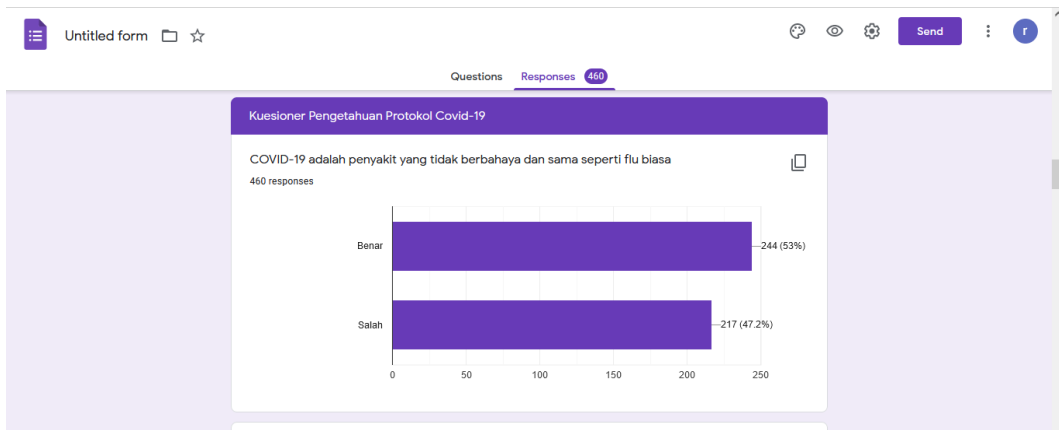 Untitled form
Send
r
Questions Responses 460
Kuesioner Pengetahuan Protokol Covid-19
COVID-19 adalah penyakit yang tidak berbahaya dan sama seperti flu biasa
460 responses
Benar
244 (53%)
Salah
217 (47.2%)
0 50 100 150 200 250